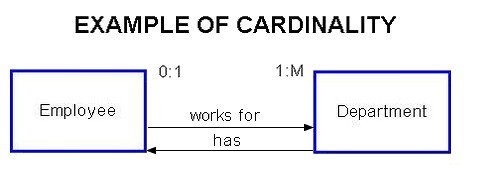 EXAMPLE OF CARDINALITY
0:1
1:M
Employee
Department
works for
has